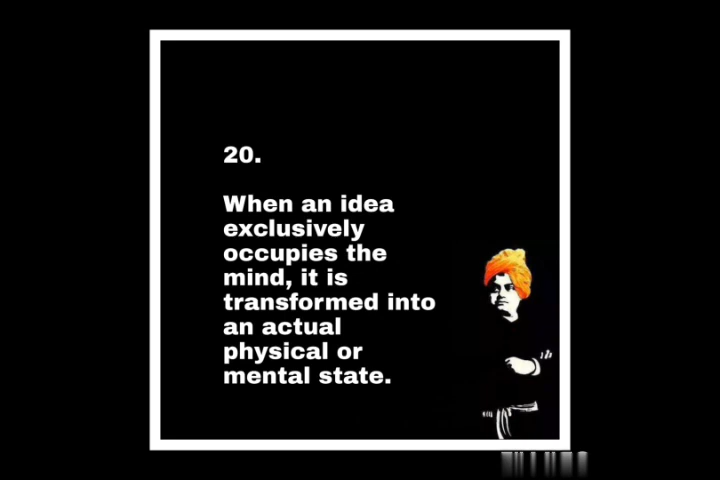 20.
When an idea
exclusively
occupies the
mind, it is
transformed into
an actual
physical or
mental state.